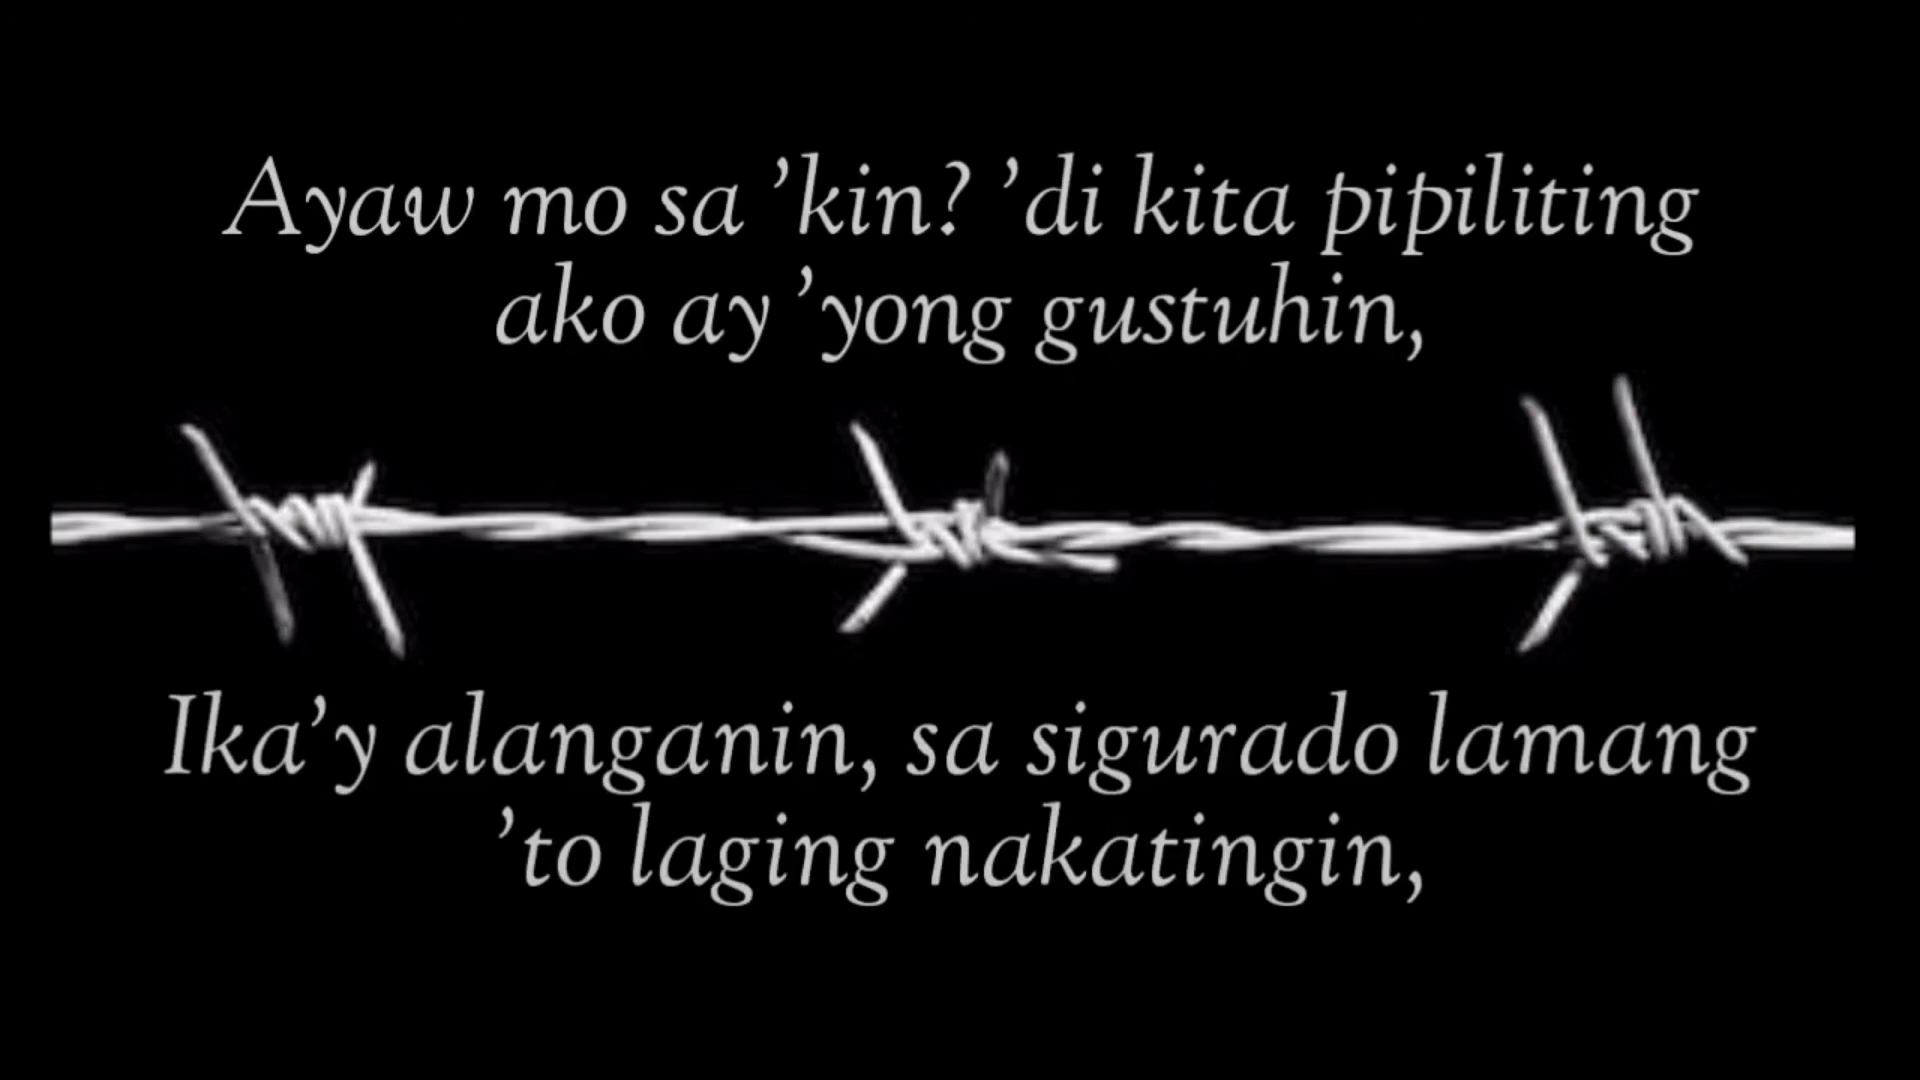 Ayaw mo sa ’kin? ’di kita pipiliting
ako ay ’yong gustuhin,
Ika’y alanganin, sa sigurado lamang
’to laging nakatingin,